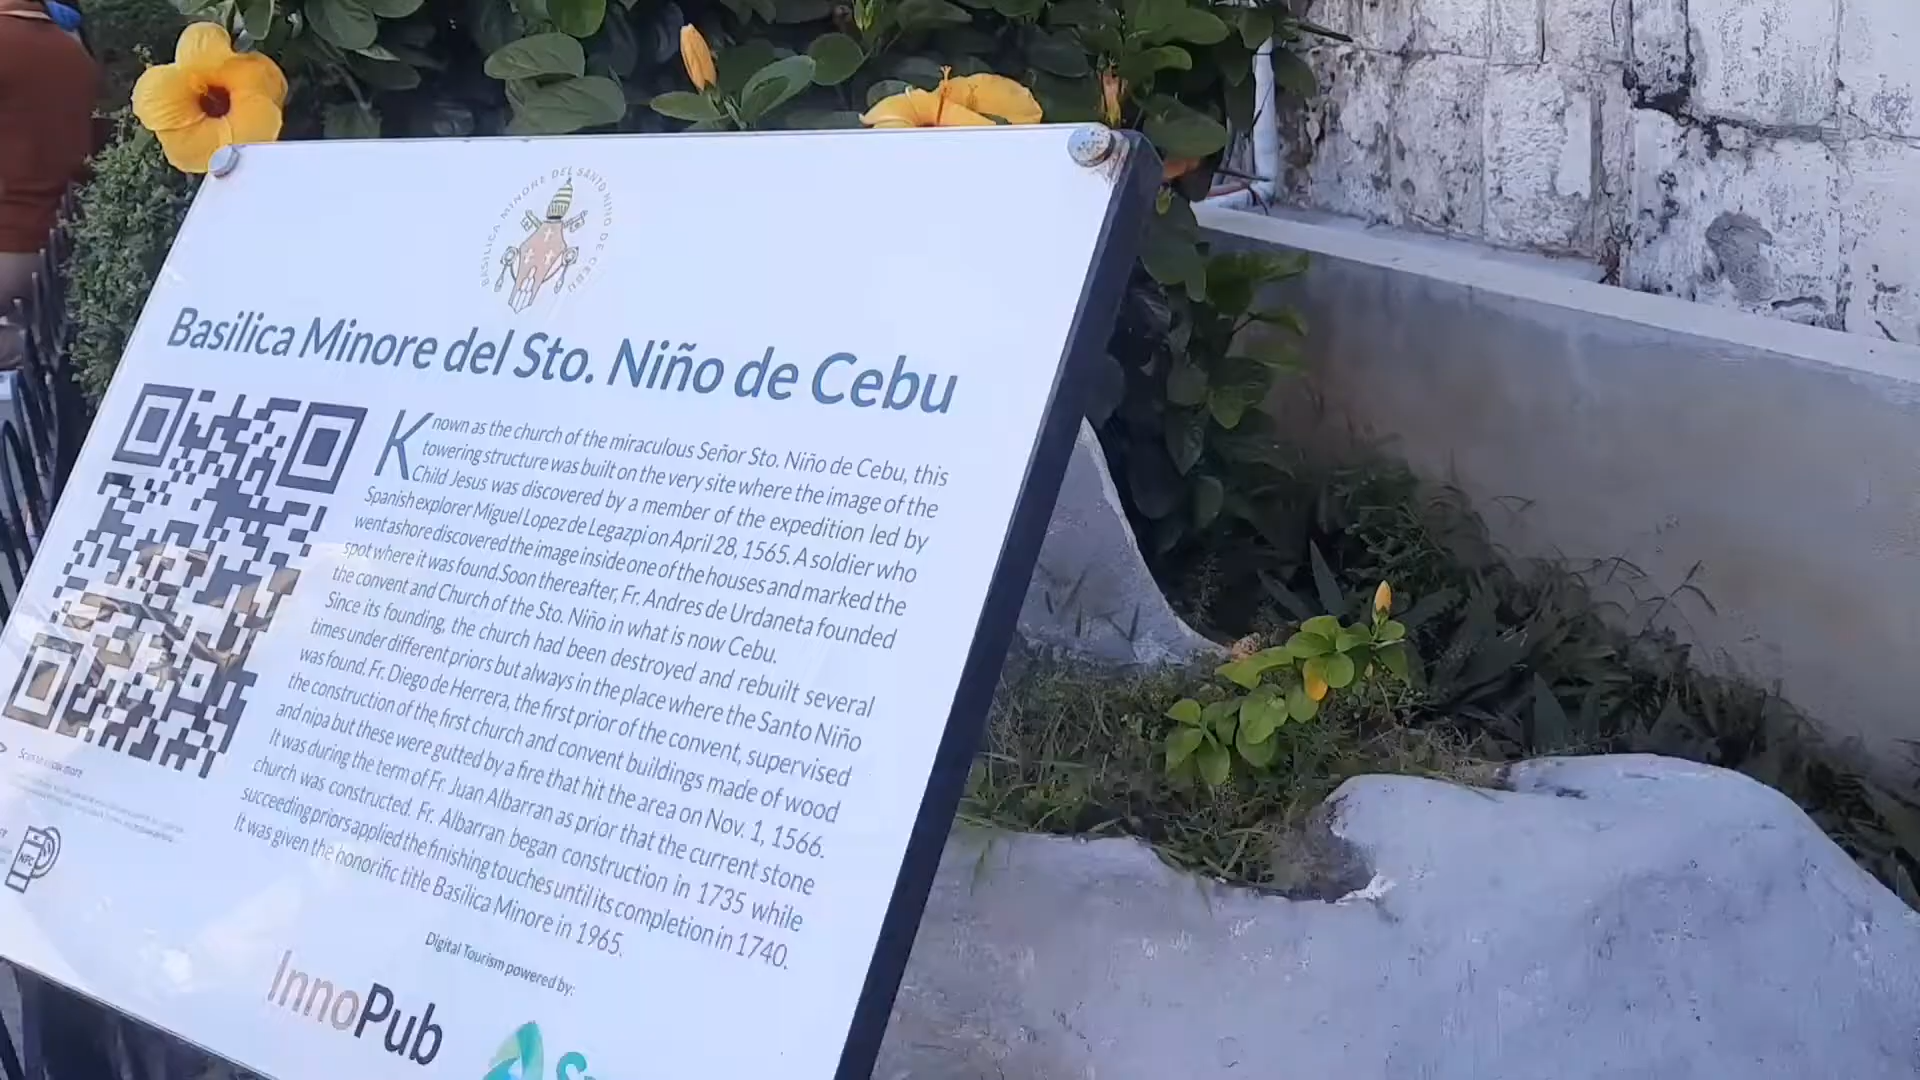 BASILICA MINORE DEL SANTO NIÑO DE CEBU
Basilica Minore del Sto. Niño de Cebu
Known as the church of the miraculous Señor Sto. Niño de Cebu, this
towering structure was built on the very site where the image of the
Child Jesus was discovered by a member of the expedition led by
Spanish explorer Miguel Lopez de Legazpi on April 28, 1565. A soldier who
went ashore discovered the image inside one of the houses and marked the
spot where it was found.Soon thereafter, Fr. Andres de Urdaneta founded
the convent and Church of the Sto. Niño in what is now Cebu.
Since its founding, the church had been destroyed and rebuilt several
times under different priors but always in the place where the Santo Niño
was found. Fr. Diego de Herrera, the first prior of the convent, supervised
the construction of the first church and convent buildings made of wood
and nipa but these were gutted by a fire that hit the area on Nov. 1, 1566.
It was during the term of Fr. Juan Albarran as prior that the current stone
church was constructed. Fr. Albarran began construction in 1735 while
succeeding priors applied the finishing touches until its completion in 1740.
It was given the honorific title Basilica Minore in 1965.
NFC
Digital Tourism powered by:
InnoPub